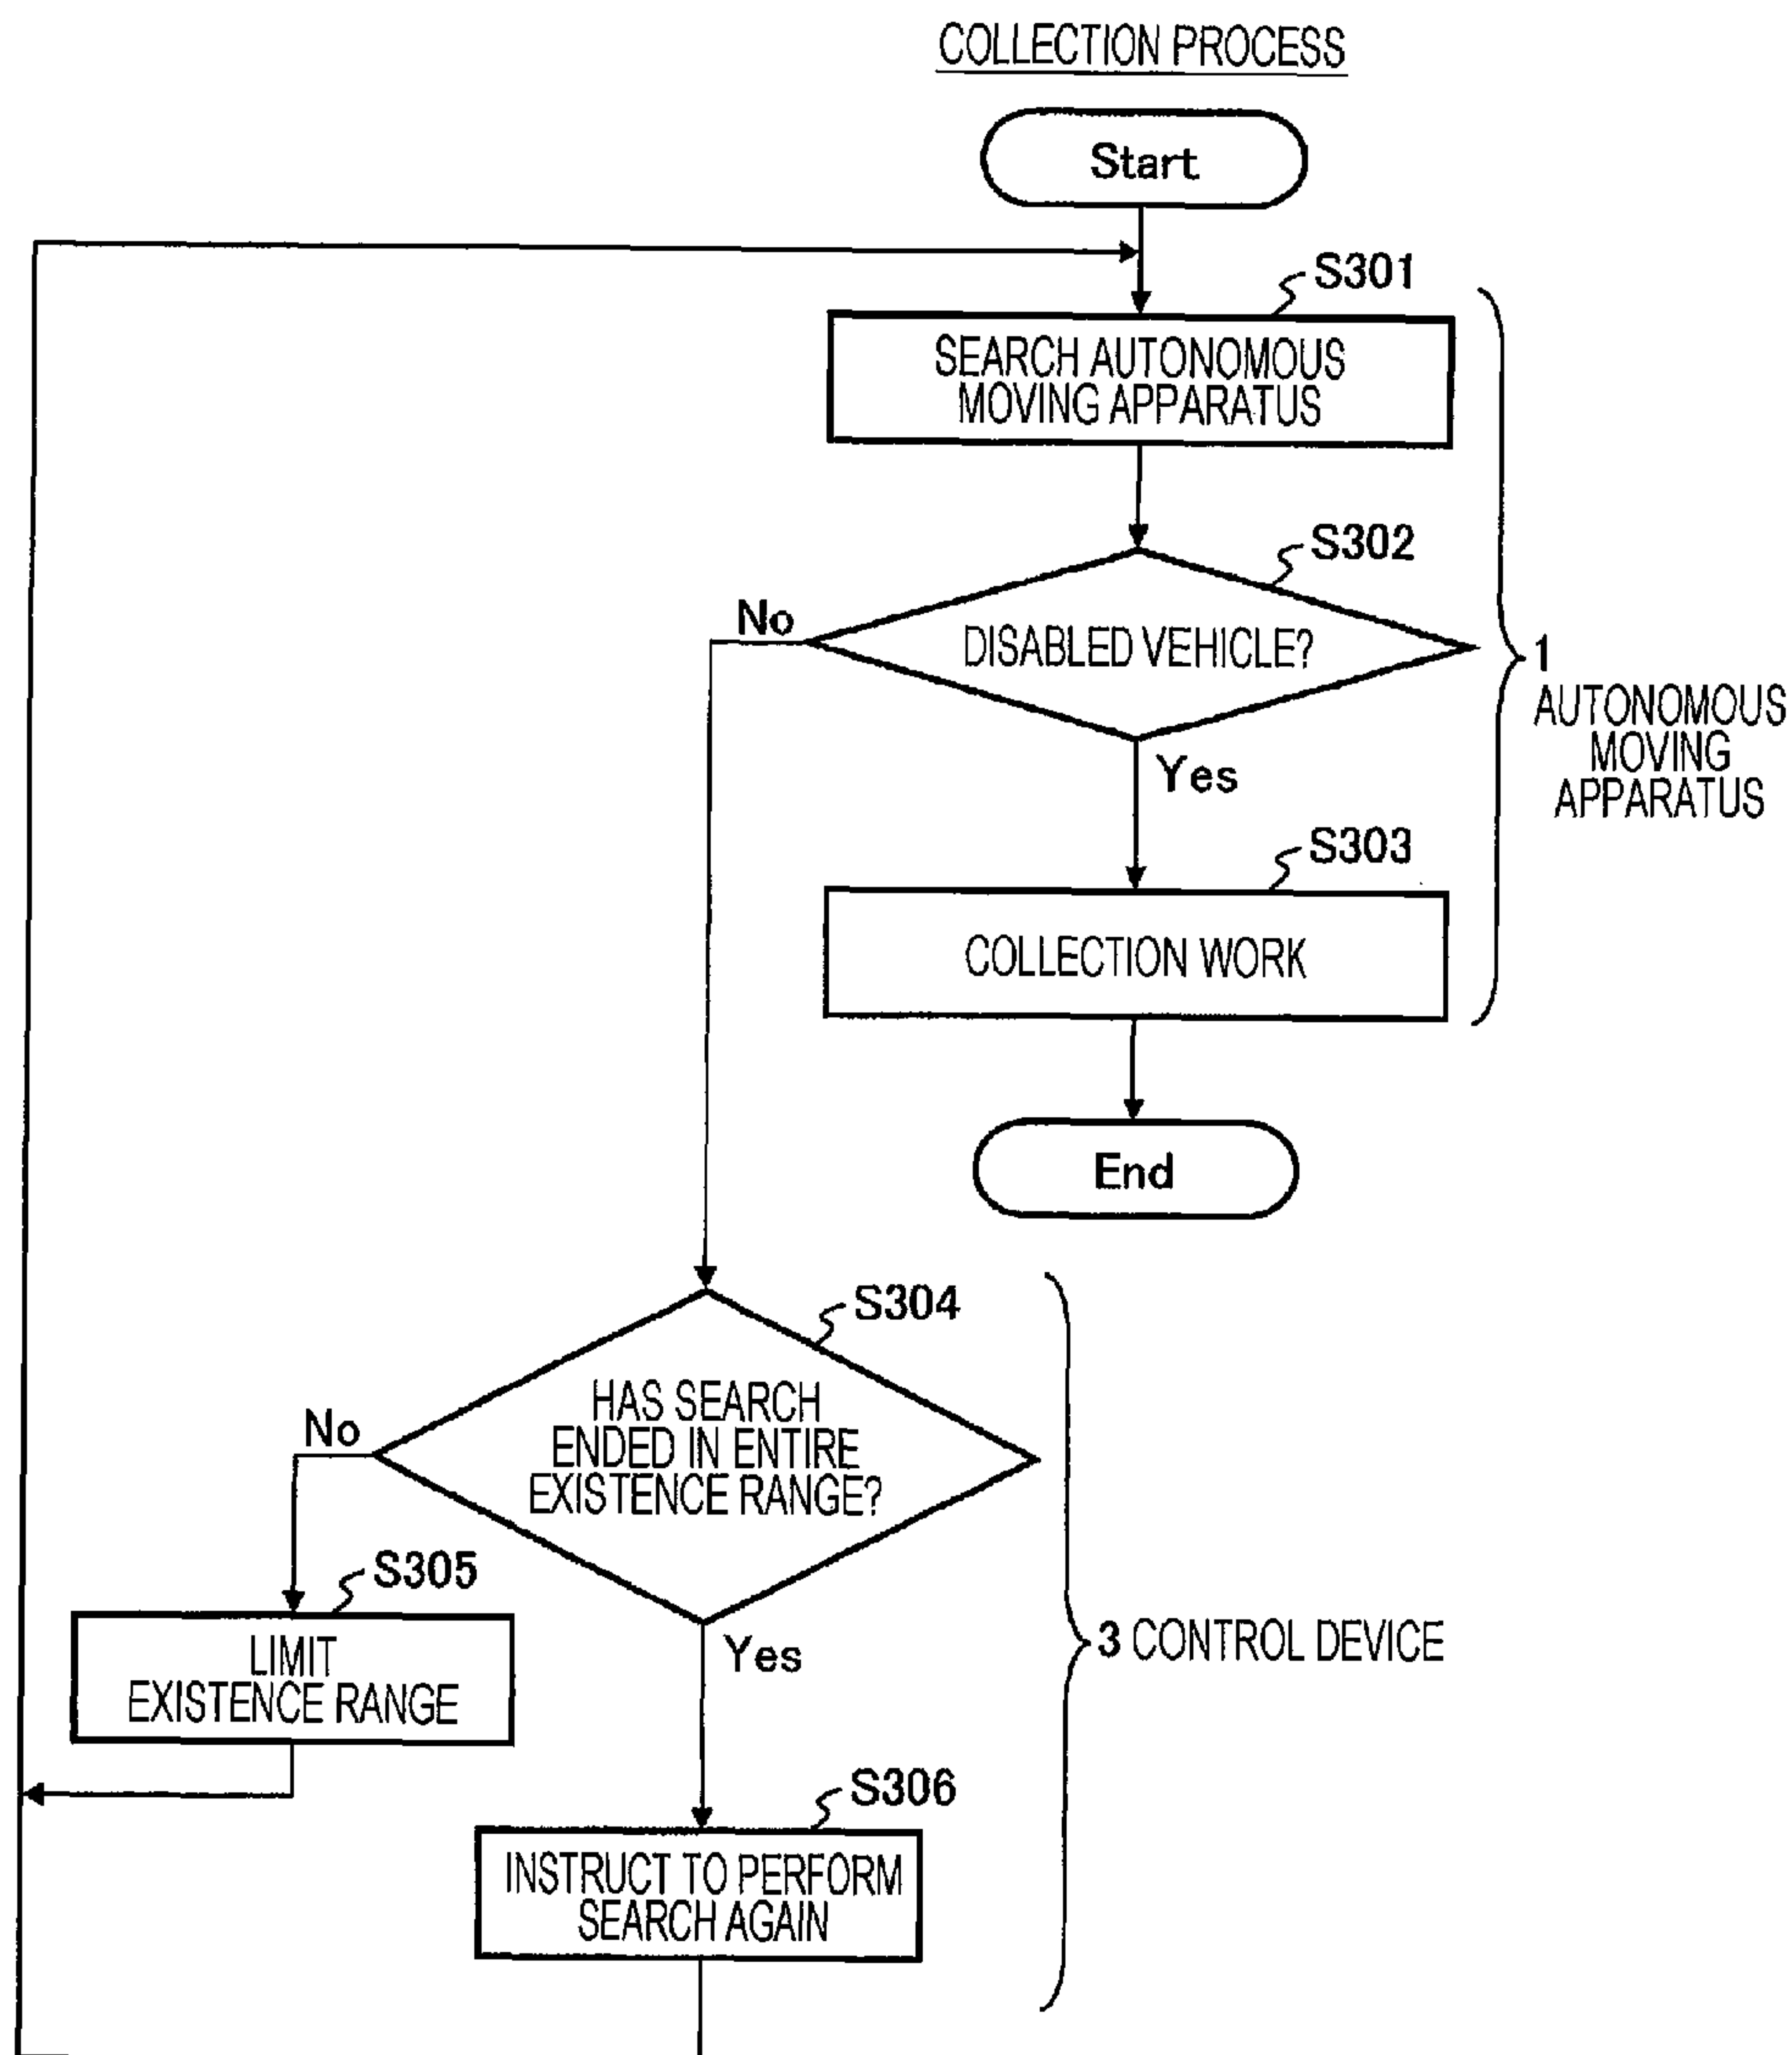 COLLECTION PROCESS
Start
S301
SEARCH AUTONOMOUS
MOVING APPARATUS
S302
No
DISABLED VEHICLE?
1
AUTONOMOUS
MOVING
APPARATUS
Yes
S303
COLLECTION WORK
End
S304
HAS SEARCH
ENDED IN ENTIRE
EXISTENCE RANGE?
No
S305
LIMIT
EXISTENCE RANGE
Yes
3 CONTROL DEVICE
S306
INSTRUCT TO PERFORM
SEARCH AGAIN